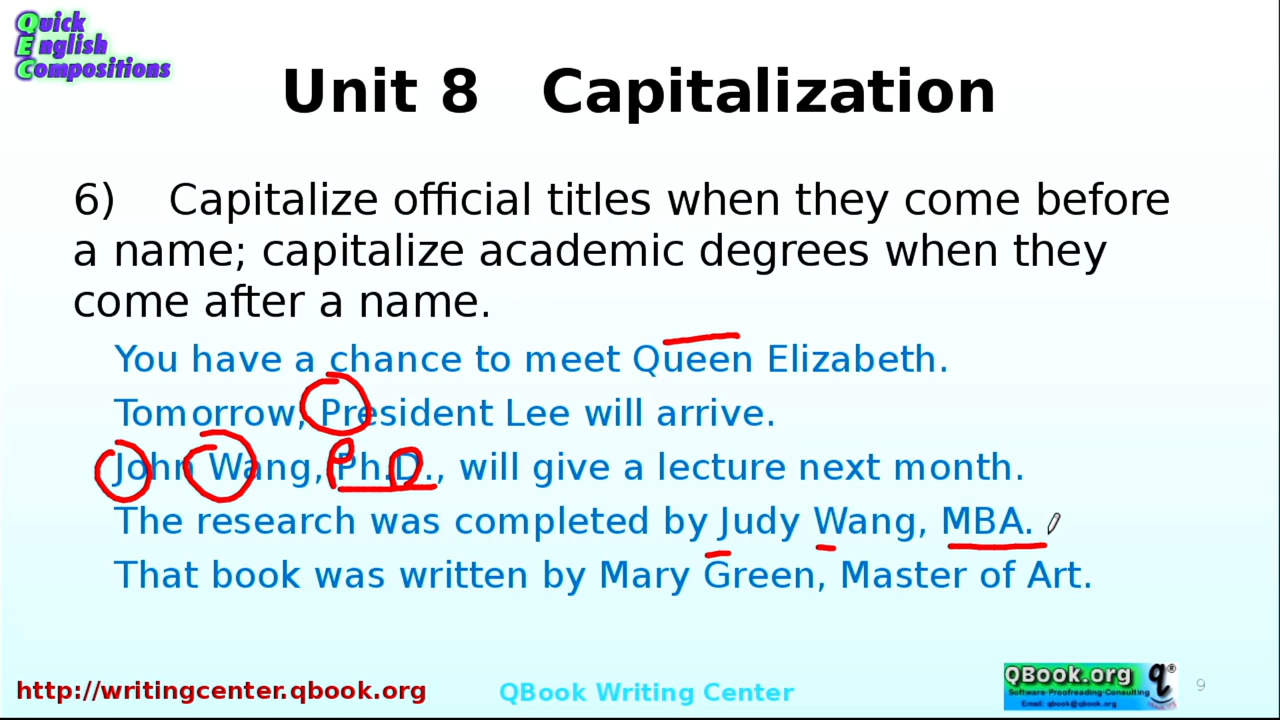 Quick
English
Compositions
Unit 8 Capitalization
6) Capitalize official titles when they come before
a name; capitalize academic degrees when they
come after a name.
You have a chance to meet Queen Elizabeth.
Tomorrow, President Lee will arrive.
John Wang, Ph.D., will give a lecture next month.
The research was completed by Judy Wang, MBA.
That book was written by Mary Green, Master of Art.
http://writingcenter.qbook.org
QBook Writing Center
QBook.org q®
Software-Proofreading-Consulting
Email: qbook@qbook.org
9